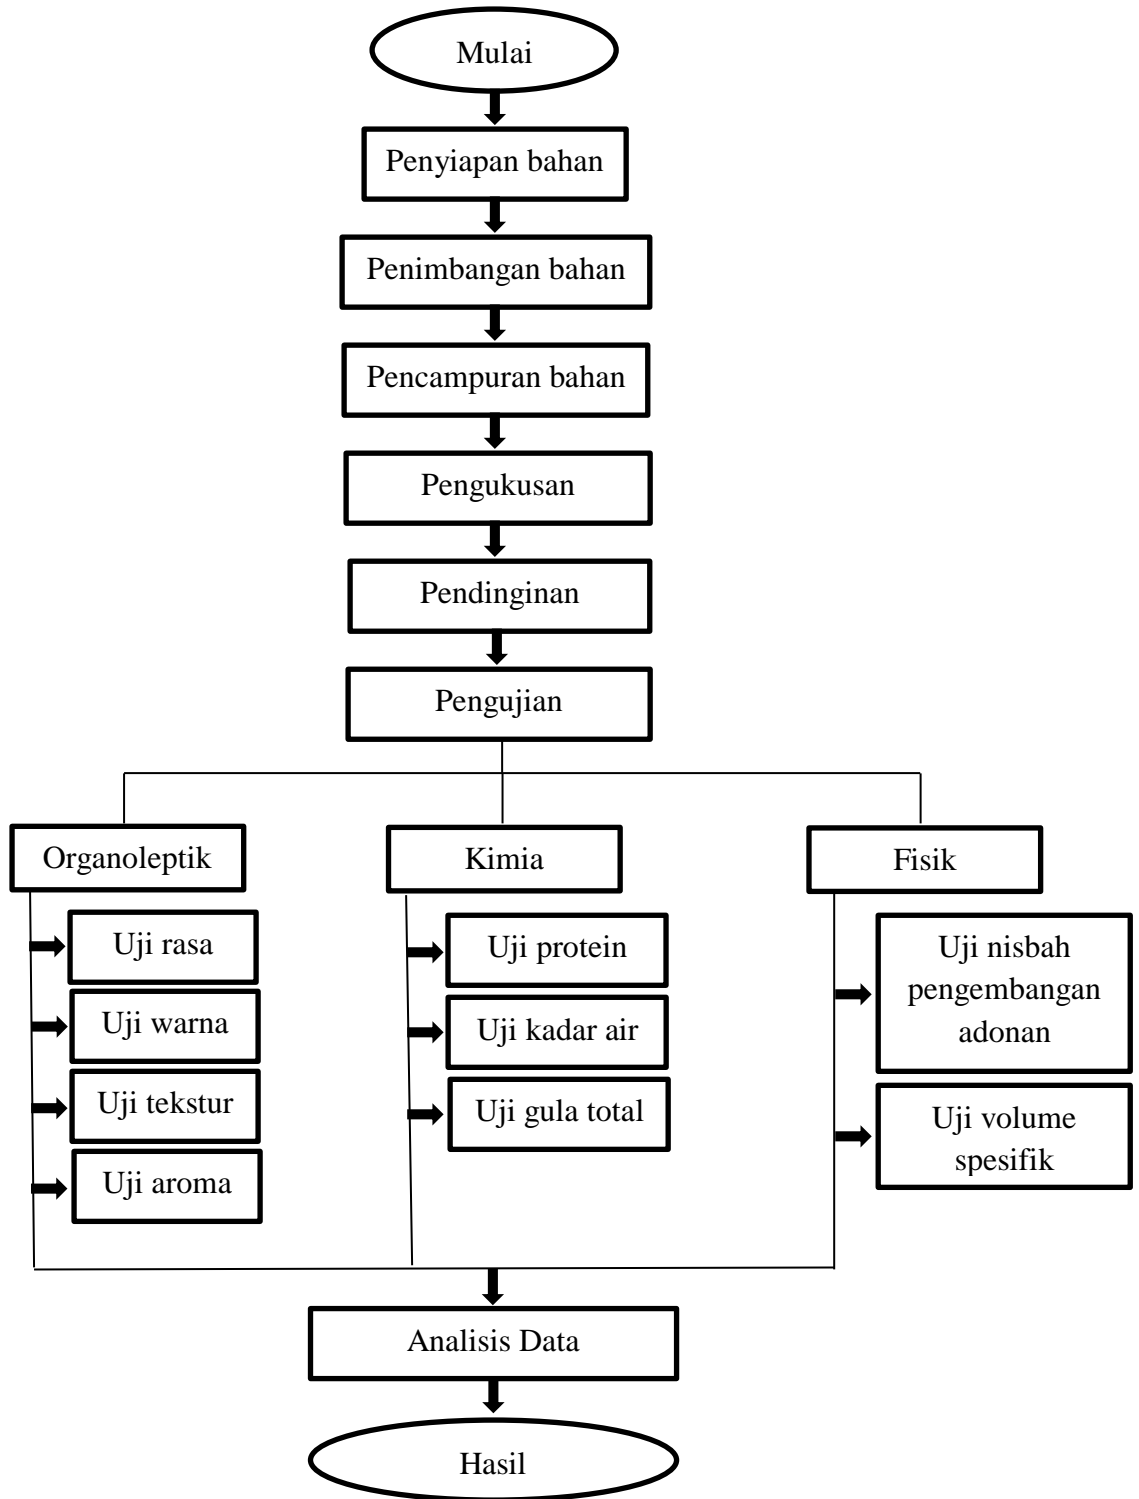 Mulai
Penyiapan bahan
Penimbangan bahan
Pencampuran bahan
Pengukusan
Pendinginan
Pengujian
Organoleptik
Uji rasa
Uji warna
Uji tekstur
Uji aroma
Kimia
Uji protein
Uji kadar air
Uji gula total
Fisik
Uji nisbah
pengembangan
adonan
Uji volume
spesifik
Analisis Data
Hasil